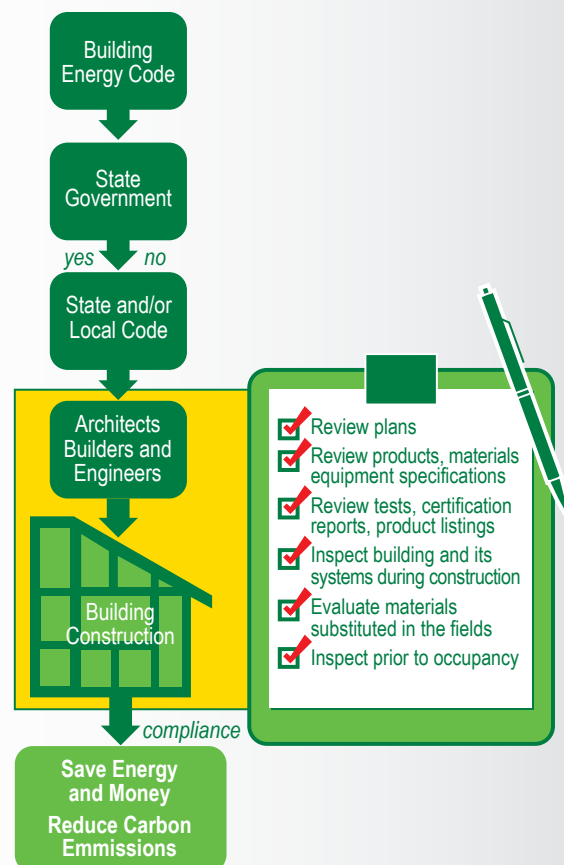 Building
Energy Code
State
Government
yes no
State and/or
Local Code
Architects
Builders and
Engineers
Building
Construction
Review plans
Review products, materials
equipment specifications
Review tests, certification
reports, product listings
Inspect building and its
systems during construction
Evaluate materials
substituted in the fields
Inspect prior to occupancy
compliance
Save Energy
and Money
Reduce Carbon
Emmissions